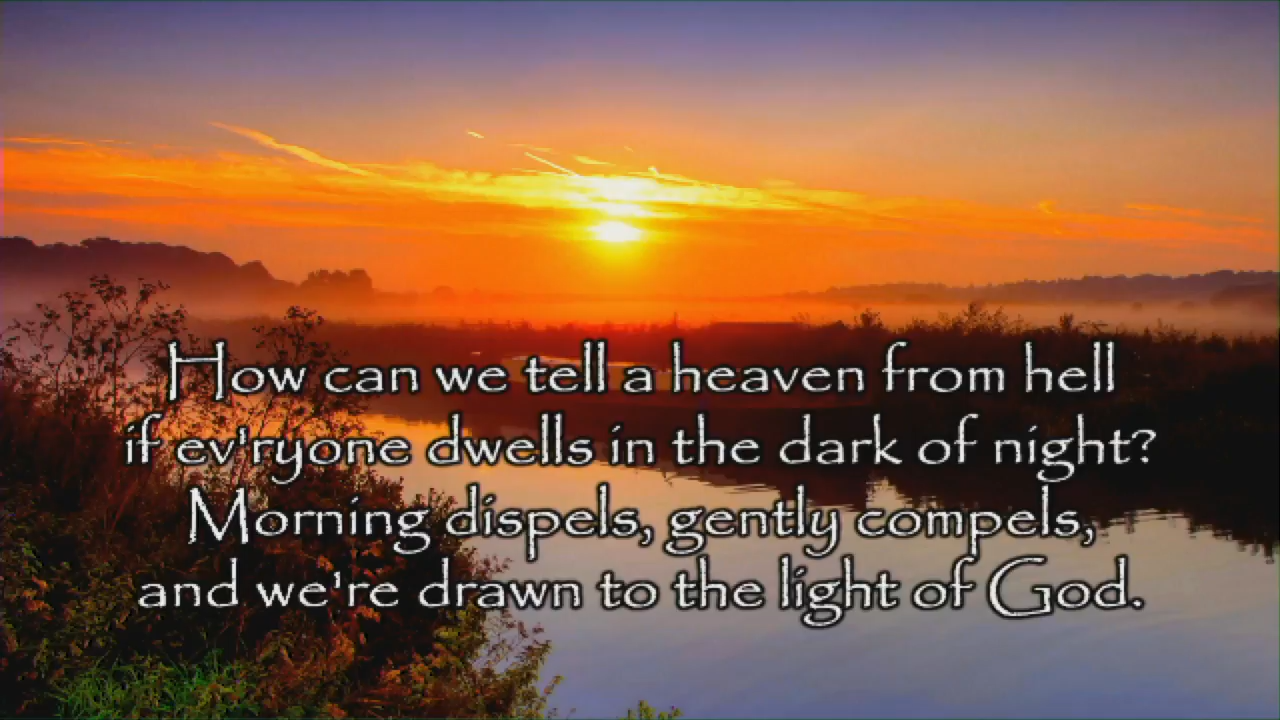 How can we tell a heaven from hell
if ev'ryone dwells in the dark of night?
Morning dispels, gently compels,
and we're drawn to the light of God.